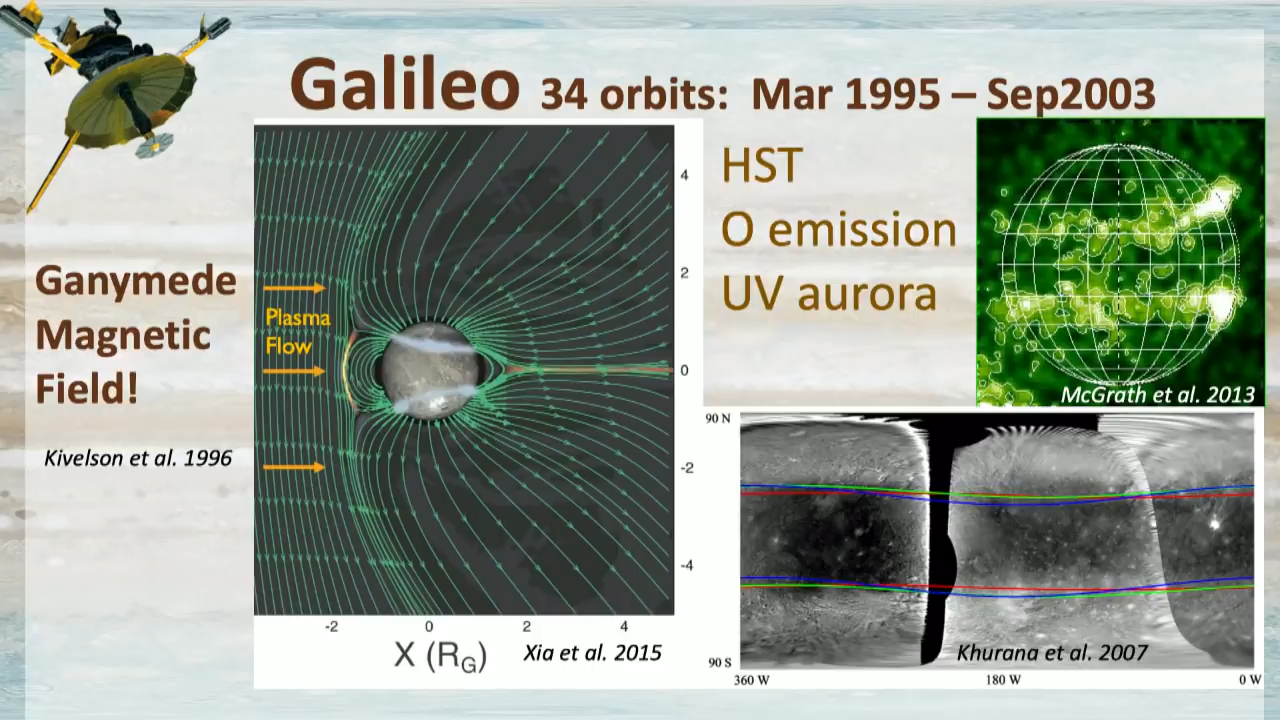 Galileo 34 orbits: Mar 1995 – Sep2003
Ganymede
Magnetic
Field!
Kivelson et al. 1996
Plasma
Flow
4
2
0
-2
-4
-2 0 2 4
X (RG)
Xia et al. 2015
HST
O emission
UV aurora
McGrath et al. 2013
90 N
90 S
Khurana et al. 2007
360 W 180 W 0 W